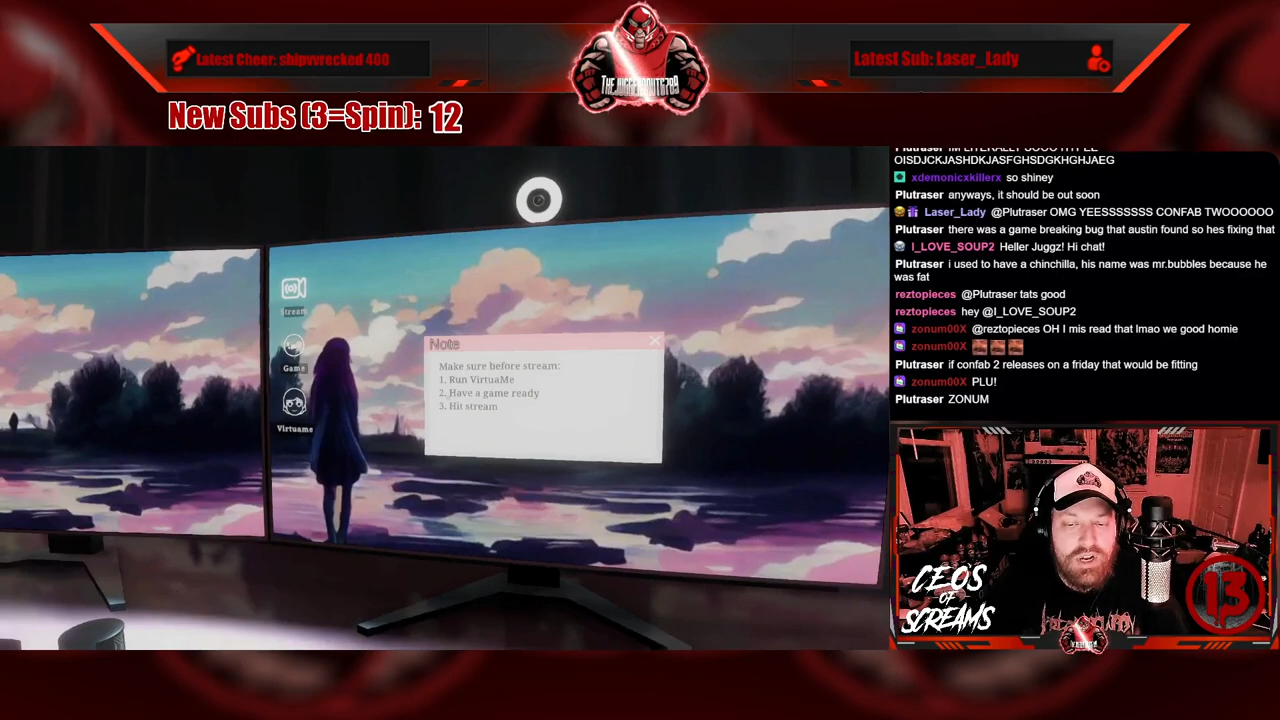 Latest Cheer: shipvvrecked 400
THEJUGGERNAUT6789
Latest Sub: Laser_Lady
New Subs (3=Spin): 12
Stream
Game
Virtuame
Note
Make sure before stream:
1. Run VirtuaMe
2. Have a game ready
3. Hit stream
OISDJCKJASHDKJASFGHSDGKHGHJAEG
xdemonicxkillerx so shiney
Plutraser anyways, it should be out soon
Laser_Lady @Plutraser OMG YEESSSSSSS CONFAB TWOOOOOO
Plutraser there was a game breaking bug that austin found so hes fixing that
I_LOVE_SOUP2 Heller Juggz! Hi chat!
Plutraser i used to have a chinchilla, his name was mr.bubbles because he
was fat
reztopieces @Plutraser tats good
reztopieces hey @I_LOVE_SOUP2
zonum00X @reztopieces OH I mis read that lmao we good homie
zonum00X
Plutraser if confab 2 releases on a friday that would be fitting
zonum00X PLU!
Plutraser ZONUM
CEOS
OF
SCREAMS
13